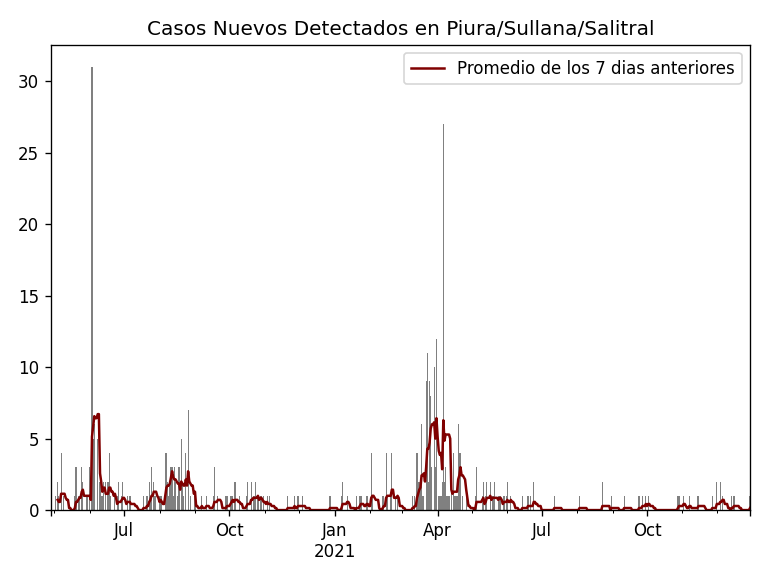 Casos Nuevos Detectados en Piura/Sullana/Salitral
Promedio de los 7 dias anteriores
30
25
20
15
10
5
0
Jul Oct Jan Apr Jul Oct
2021